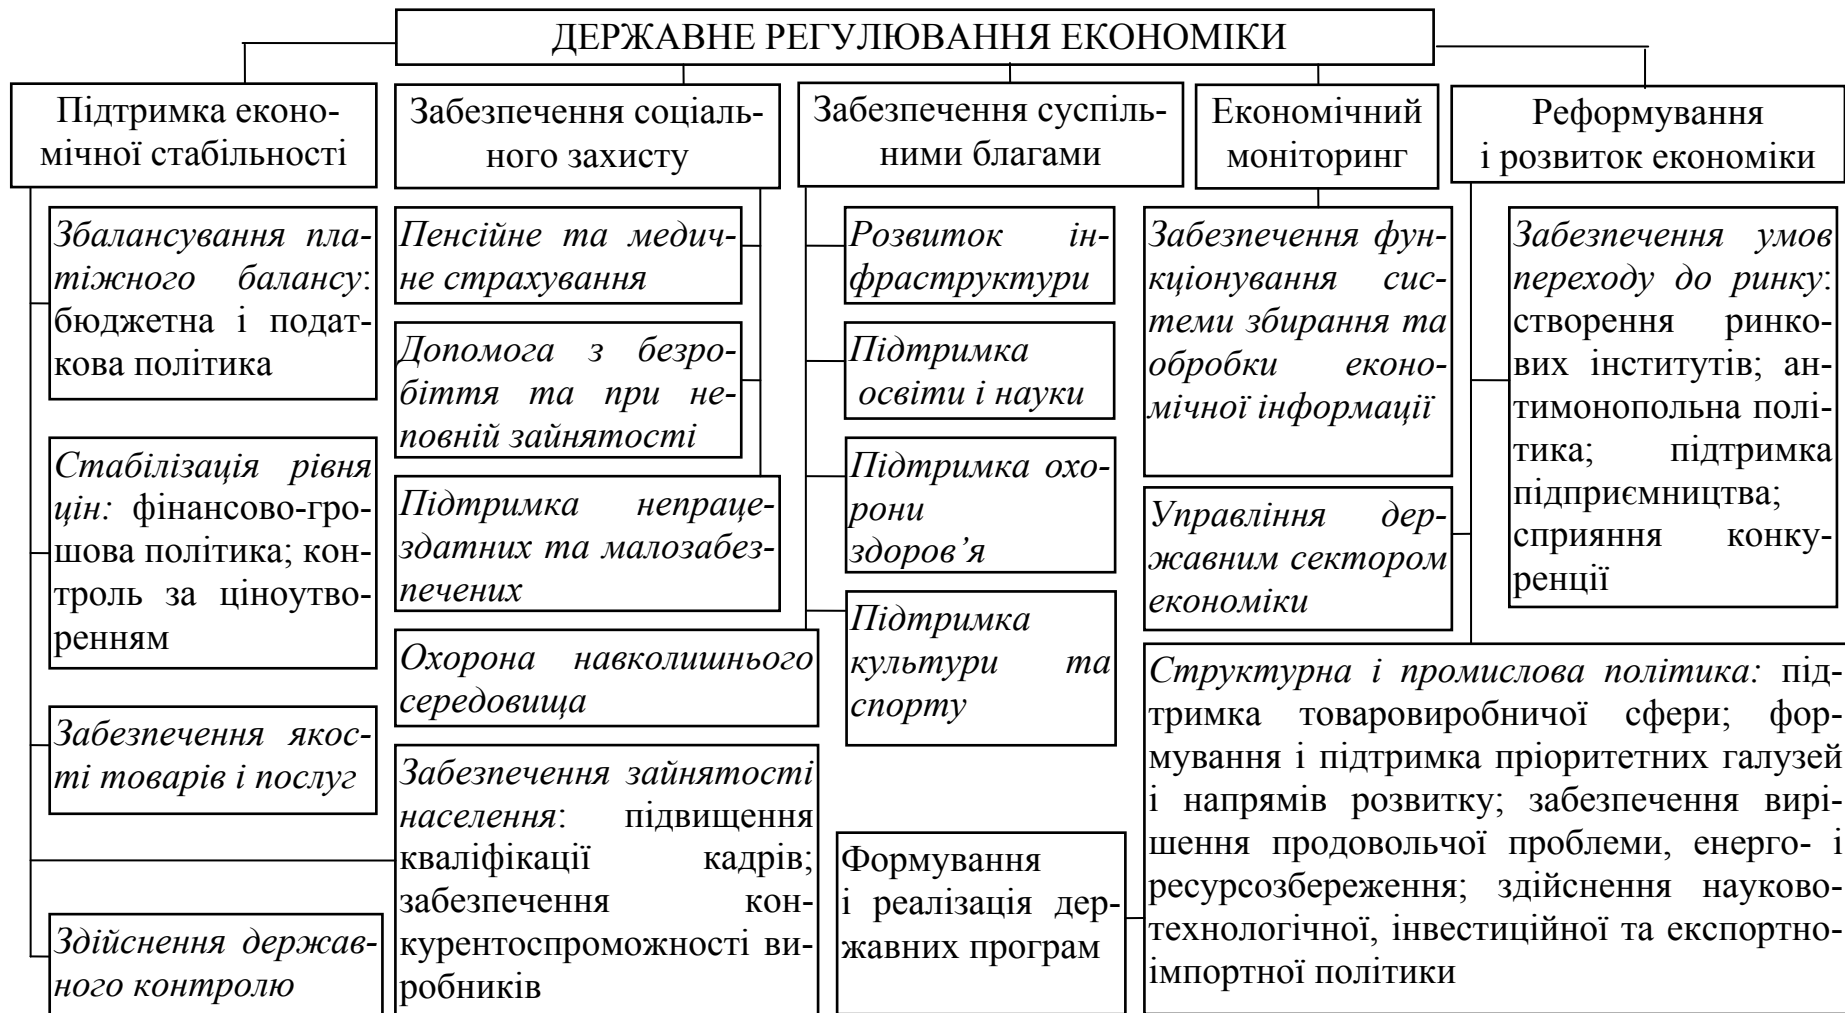 ДЕРЖАВНЕ РЕГУЛЮВАННЯ ЕКОНОМІКИ
Підтримка еконо-
мічної стабільності
Забезпечення соціаль-
ного захисту
Забезпечення суспіль-
ними благами
Економічний
моніторинг
Реформування
і розвиток економіки
Збалансування пла-
тіжного балансу:
бюджетна і подат-
кова політика
Стабілізація рівня
цін: фінансово-гро-
шова політика; кон-
троль за ціноутво-
ренням
Забезпечення якос-
ті товарів і послуг
Здійснення держав-
ного контролю
Пенсійне та медич-
не страхування
Допомога з безро-
біття та при не-
повній зайнятості
Підтримка непраце-
здатних та малозабез-
печених
Охорона навколишнього
середовища
Забезпечення зайнятості
населення: підвищення
кваліфікації кадрів;
забезпечення кон-
курентоспроможності ви-
робників
Розвиток ін-
фраструктури
Підтримка
освіти і науки
Підтримка охо-
рони
здоров’я
Підтримка
культури та
спорту
Формування
і реалізація дер-
жавних програм
Забезпечення фун-
кціонування сис-
теми збирання та
обробки еконо-
мічної інформації
Управління дер-
жавним сектором
економіки
Забезпечення умов
переходу до ринку:
створення ринко-
вих інститутів; ан-
тимонопольна полі-
тика; підтримка
підприємництва;
сприяння конку-
ренції
Структурна і промислова політика: під-
тримка товаровиробничої сфери; фор-
мування і підтримка пріоритетних галузей
і напрямів розвитку; забезпечення вирі-
шення продовольчої проблеми, енерго- і
ресурсозбереження; здійснення науково-
технологічної, інвестиційної та експортно-
імпортної політики